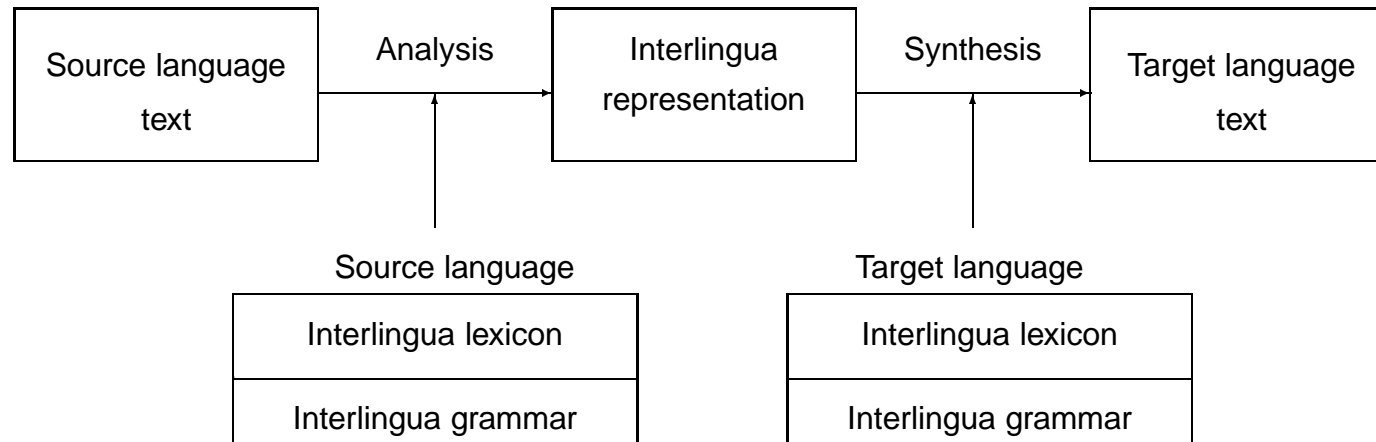 Source language
text
Analysis
Interlingua
representation
Synthesis
Target language
text
Source language
Interlingua lexicon
Interlingua grammar
Target language
Interlingua lexicon
Interlingua grammar